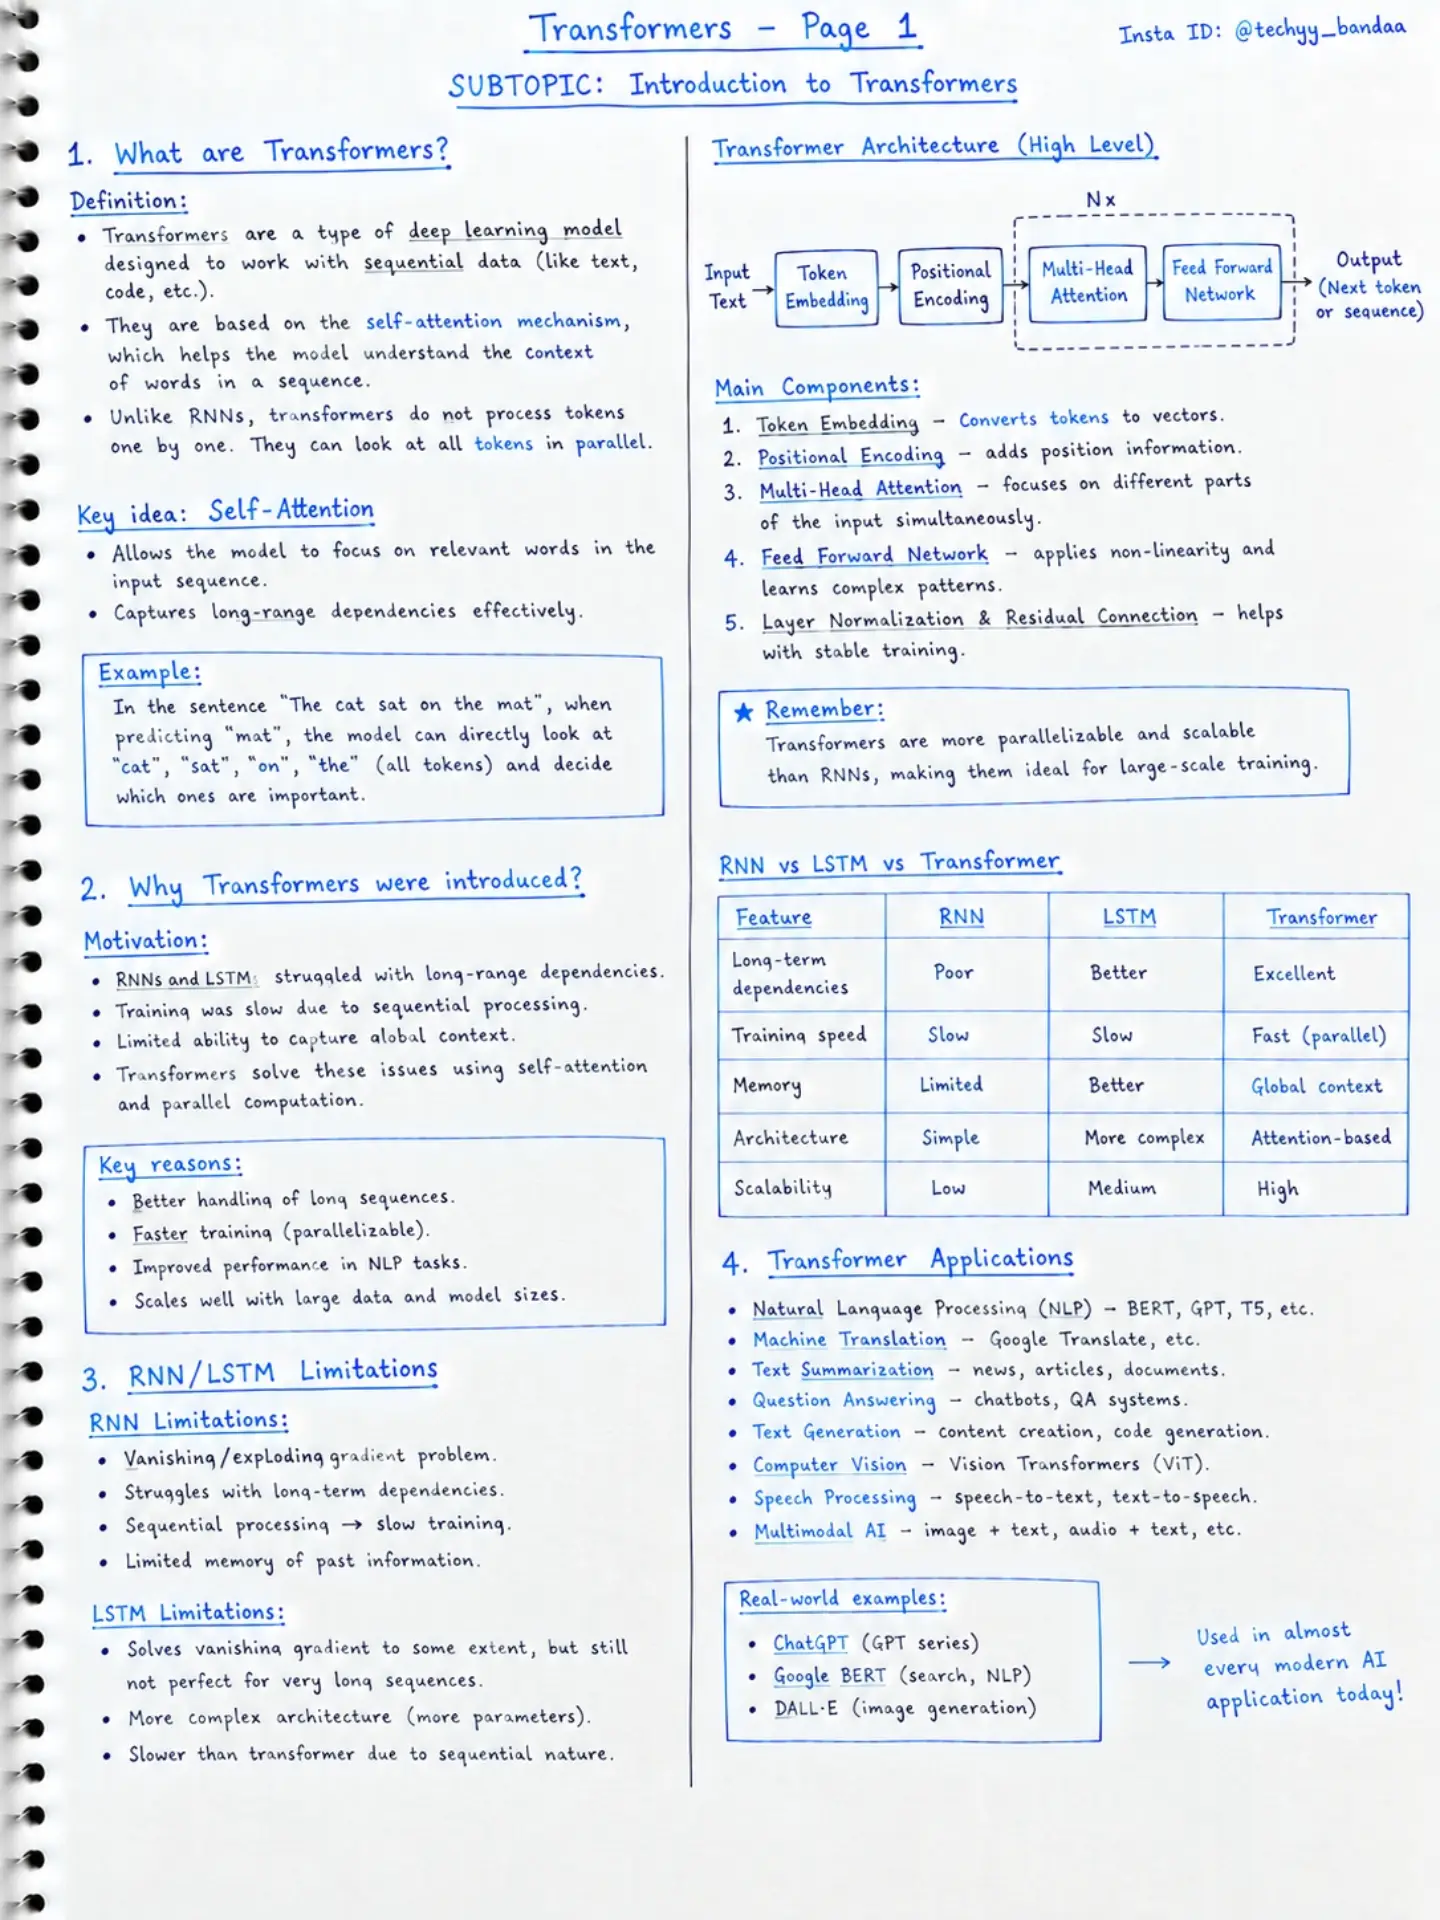 Transformers – Page 1
Insta ID: @techyy_bandaa
SUBTOPIC: Introduction to Transformers
1. What are Transformers?
Definition:
• Transformers are a type of deep learning model
designed to work with sequential data (like text,
code, etc.).
• They are based on the self-attention mechanism,
which helps the model understand the context
of words in a sequence.
• Unlike RNNs, transformers do not process tokens
one by one. They can look at all tokens in parallel.
Key idea: Self-Attention
• Allows the model to focus on relevant words in the
input sequence.
• Captures long-range dependencies effectively.
Example:
In the sentence "The cat sat on the mat", when
predicting "mat", the model can directly look at
"cat", "sat", "on", "the" (all tokens) and decide
which ones are important.
2. Why Transformers were introduced?
Motivation:
• RNNs and LSTMs struggled with long-range dependencies.
• Training was slow due to sequential processing.
• Limited ability to capture global context.
• Transformers solve these issues using self-attention
and parallel computation.
Key reasons:
• Better handling of long sequences.
• Faster training (parallelizable).
• Improved performance in NLP tasks.
• Scales well with large data and model sizes.
3. RNN/LSTM Limitations
RNN Limitations:
• Vanishing/exploding gradient problem.
• Struggles with long-term dependencies.
• Sequential processing → slow training.
• Limited memory of past information.
LSTM Limitations:
• Solves vanishing gradient to some extent, but still
not perfect for very long sequences.
• More complex architecture (more parameters).
• Slower than transformer due to sequential nature.
Transformer Architecture (High Level)
Nx
Input
Text
Token
Embedding
Positional
Encoding
Multi-Head
Attention
Feed Forward
Network
Output
(Next token
or sequence)
Main Components:
1. Token Embedding – Converts tokens to vectors.
2. Positional Encoding – adds position information.
3. Multi-Head Attention – focuses on different parts
of the input simultaneously.
4. Feed Forward Network – applies non-linearity and
learns complex patterns.
5. Layer Normalization & Residual Connection – helps
with stable training.
★ Remember:
Transformers are more parallelizable and scalable
than RNNs, making them ideal for large-scale training.
RNN vs LSTM vs Transformer
Feature RNN LSTM Transformer
Long-term
dependencies Poor Better Excellent
Training speed Slow Slow Fast (parallel)
Memory Limited Better Global context
Architecture Simple More complex Attention-based
Scalability Low Medium High
4. Transformer Applications
• Natural Language Processing (NLP) – BERT, GPT, T5, etc.
• Machine Translation – Google Translate, etc.
• Text Summarization – news, articles, documents.
• Question Answering – chatbots, QA systems.
• Text Generation – content creation, code generation.
• Computer Vision – Vision Transformers (ViT).
• Speech Processing – speech-to-text, text-to-speech.
• Multimodal AI – image + text, audio + text, etc.
Real-world examples:
• ChatGPT (GPT series)
• Google BERT (search, NLP)
• DALL·E (image generation)
→ Used in almost
every modern AI
application today!